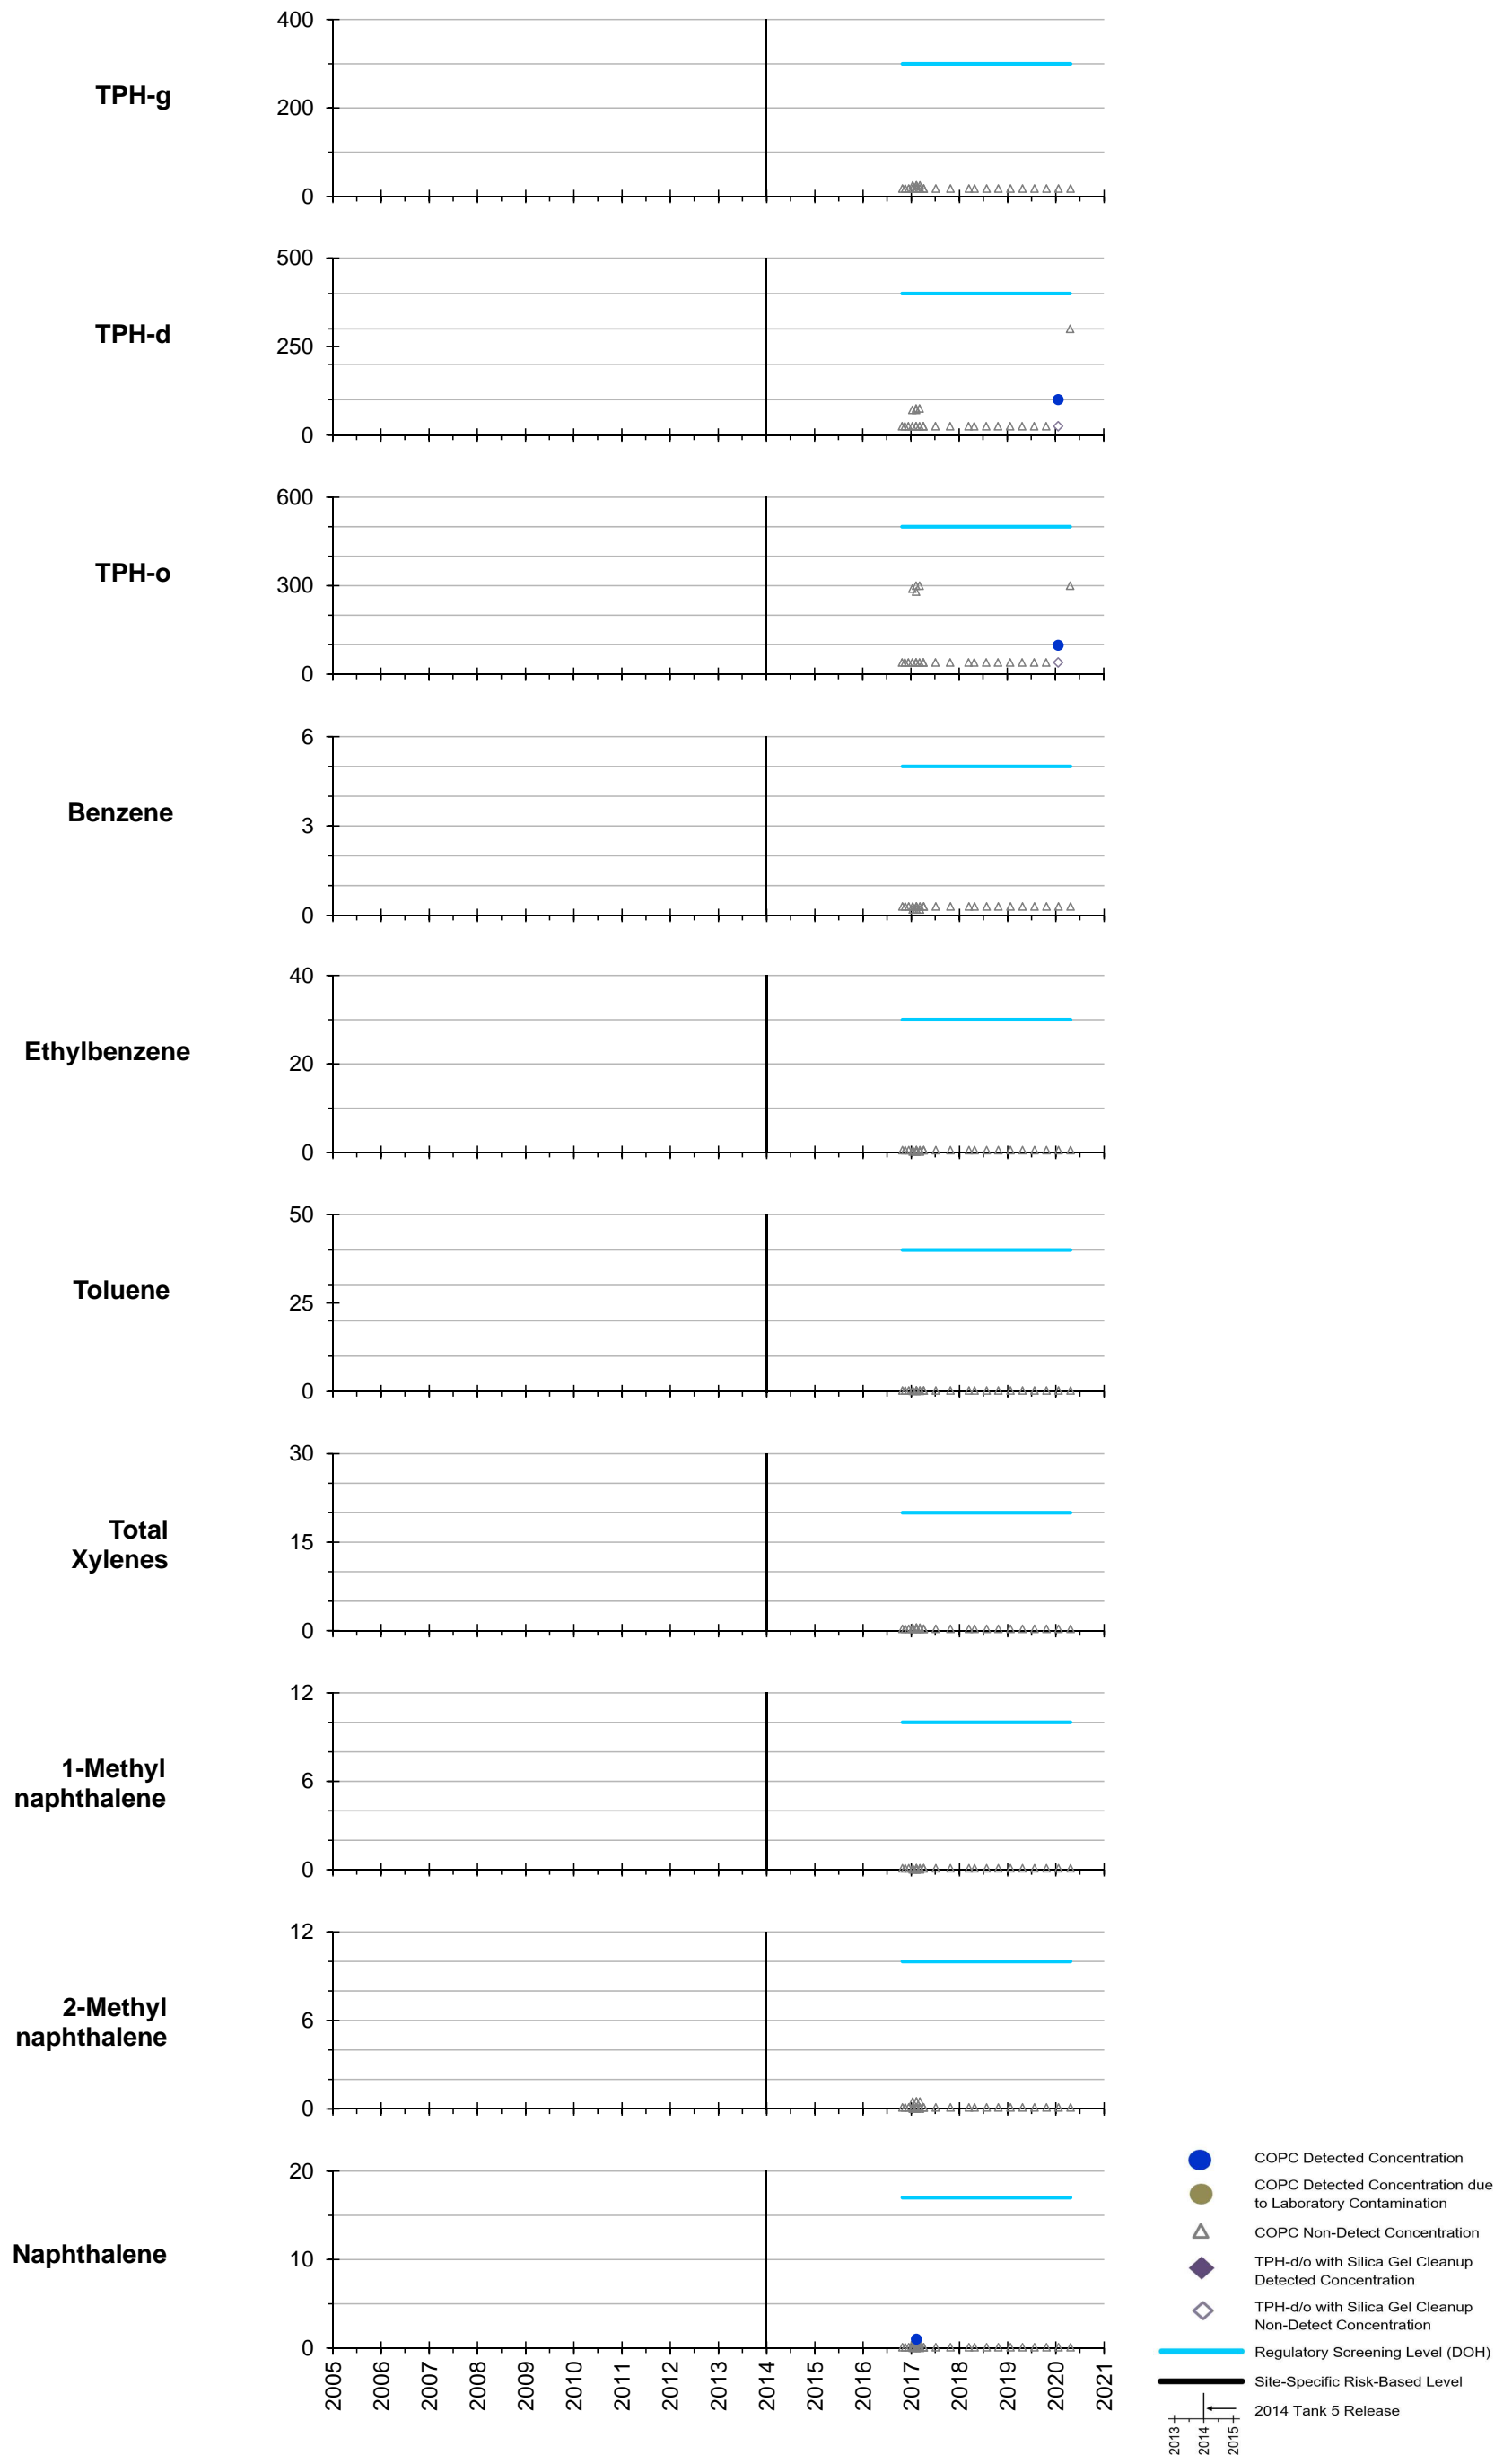 TPH-g
400
200
0
TPH-d
500
250
0
TPH-o
600
300
0
Benzene
6
3
0
Ethylbenzene
40
20
0
Toluene
50
25
0
Total
Xylenes
30
15
0
1-Methyl
naphthalene
12
6
0
2-Methyl
naphthalene
12
6
0
Naphthalene
20
10
0
2005 2006 2007 2008 2009 2010 2011 2012 2013 2014 2015 2016 2017 2018 2019 2020 2021
COPC Detected Concentration
COPC Detected Concentration due
to Laboratory Contamination
COPC Non-Detect Concentration
TPH-d/o with Silica Gel Cleanup
Detected Concentration
TPH-d/o with Silica Gel Cleanup
Non-Detect Concentration
Regulatory Screening Level (DOH)
Site-Specific Risk-Based Level
2014 Tank 5 Release
2013 2014 2015